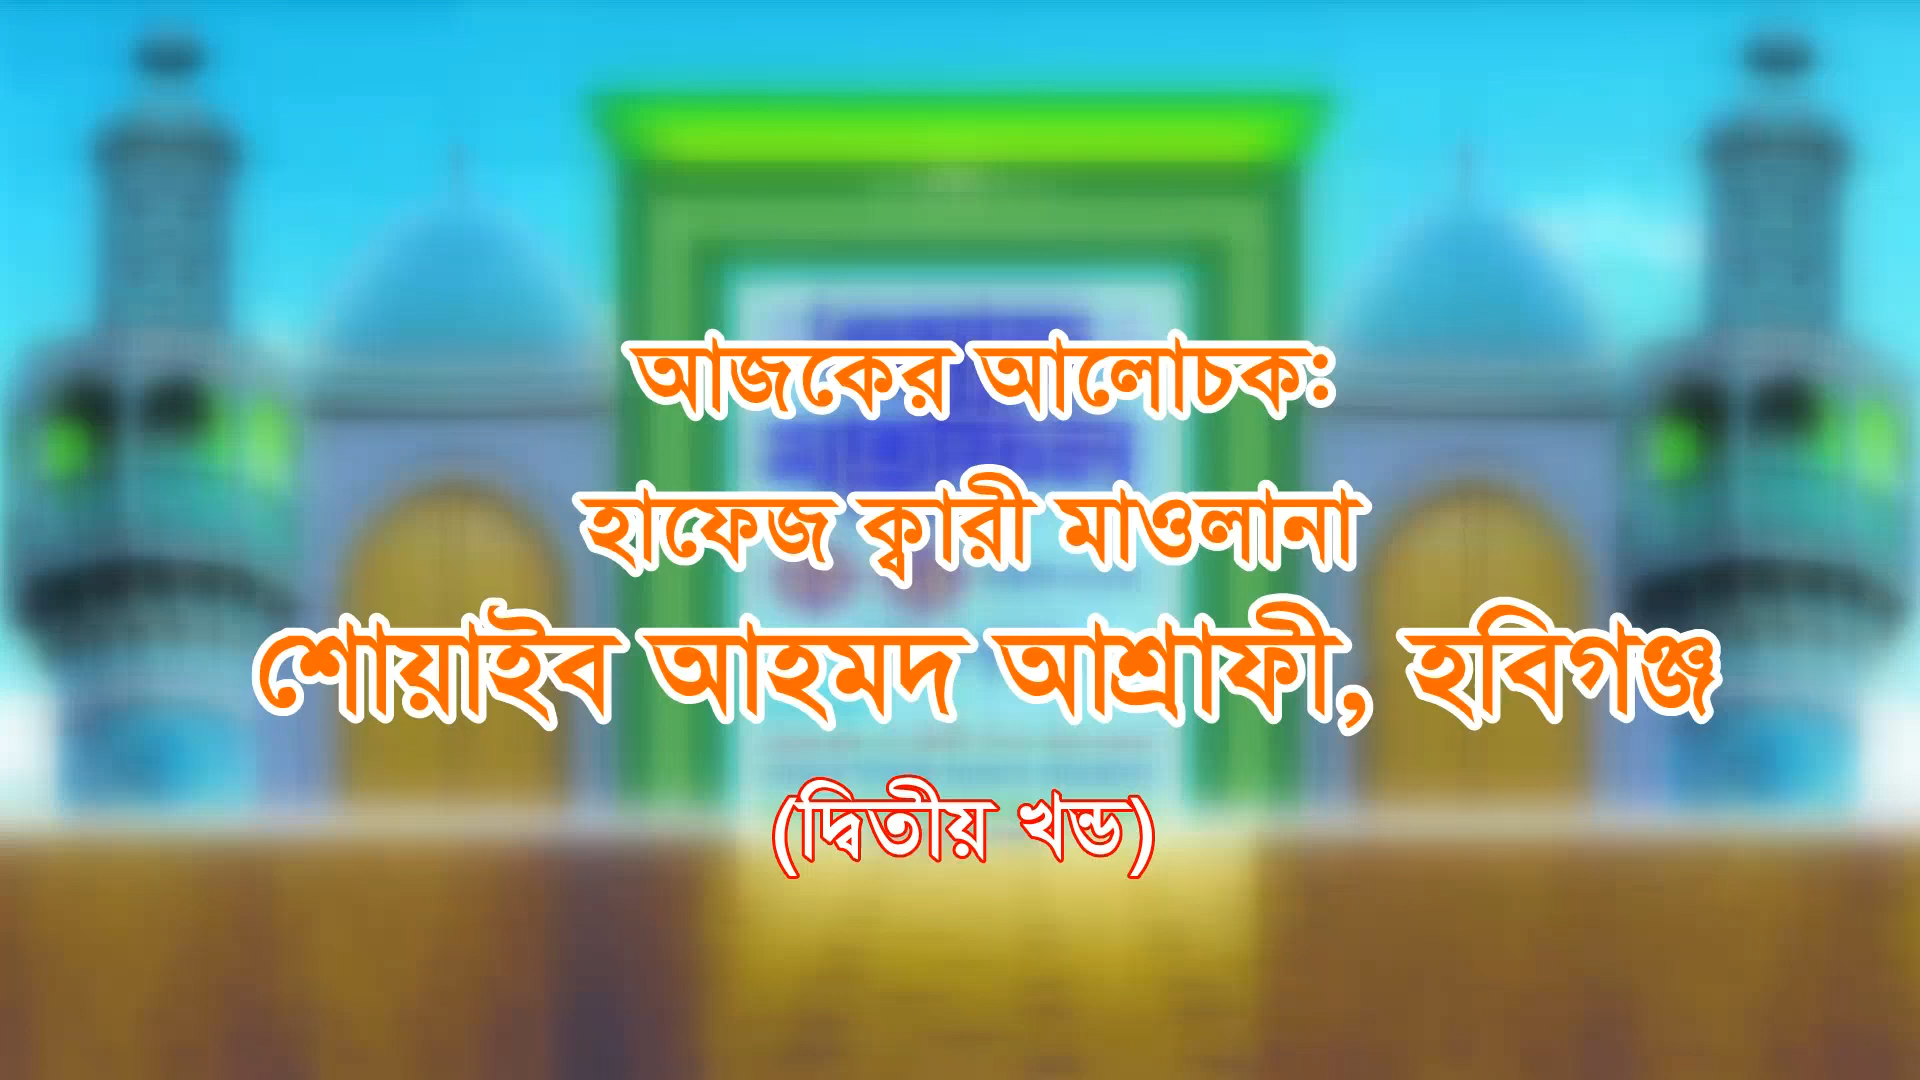 আজকের আলোচকঃ
হাফেজ ক্বারী মাওলানা
শোয়াইব আহমদ আশ্রাফী, হবিগঞ্জ
(দ্বিতীয় খন্ড)